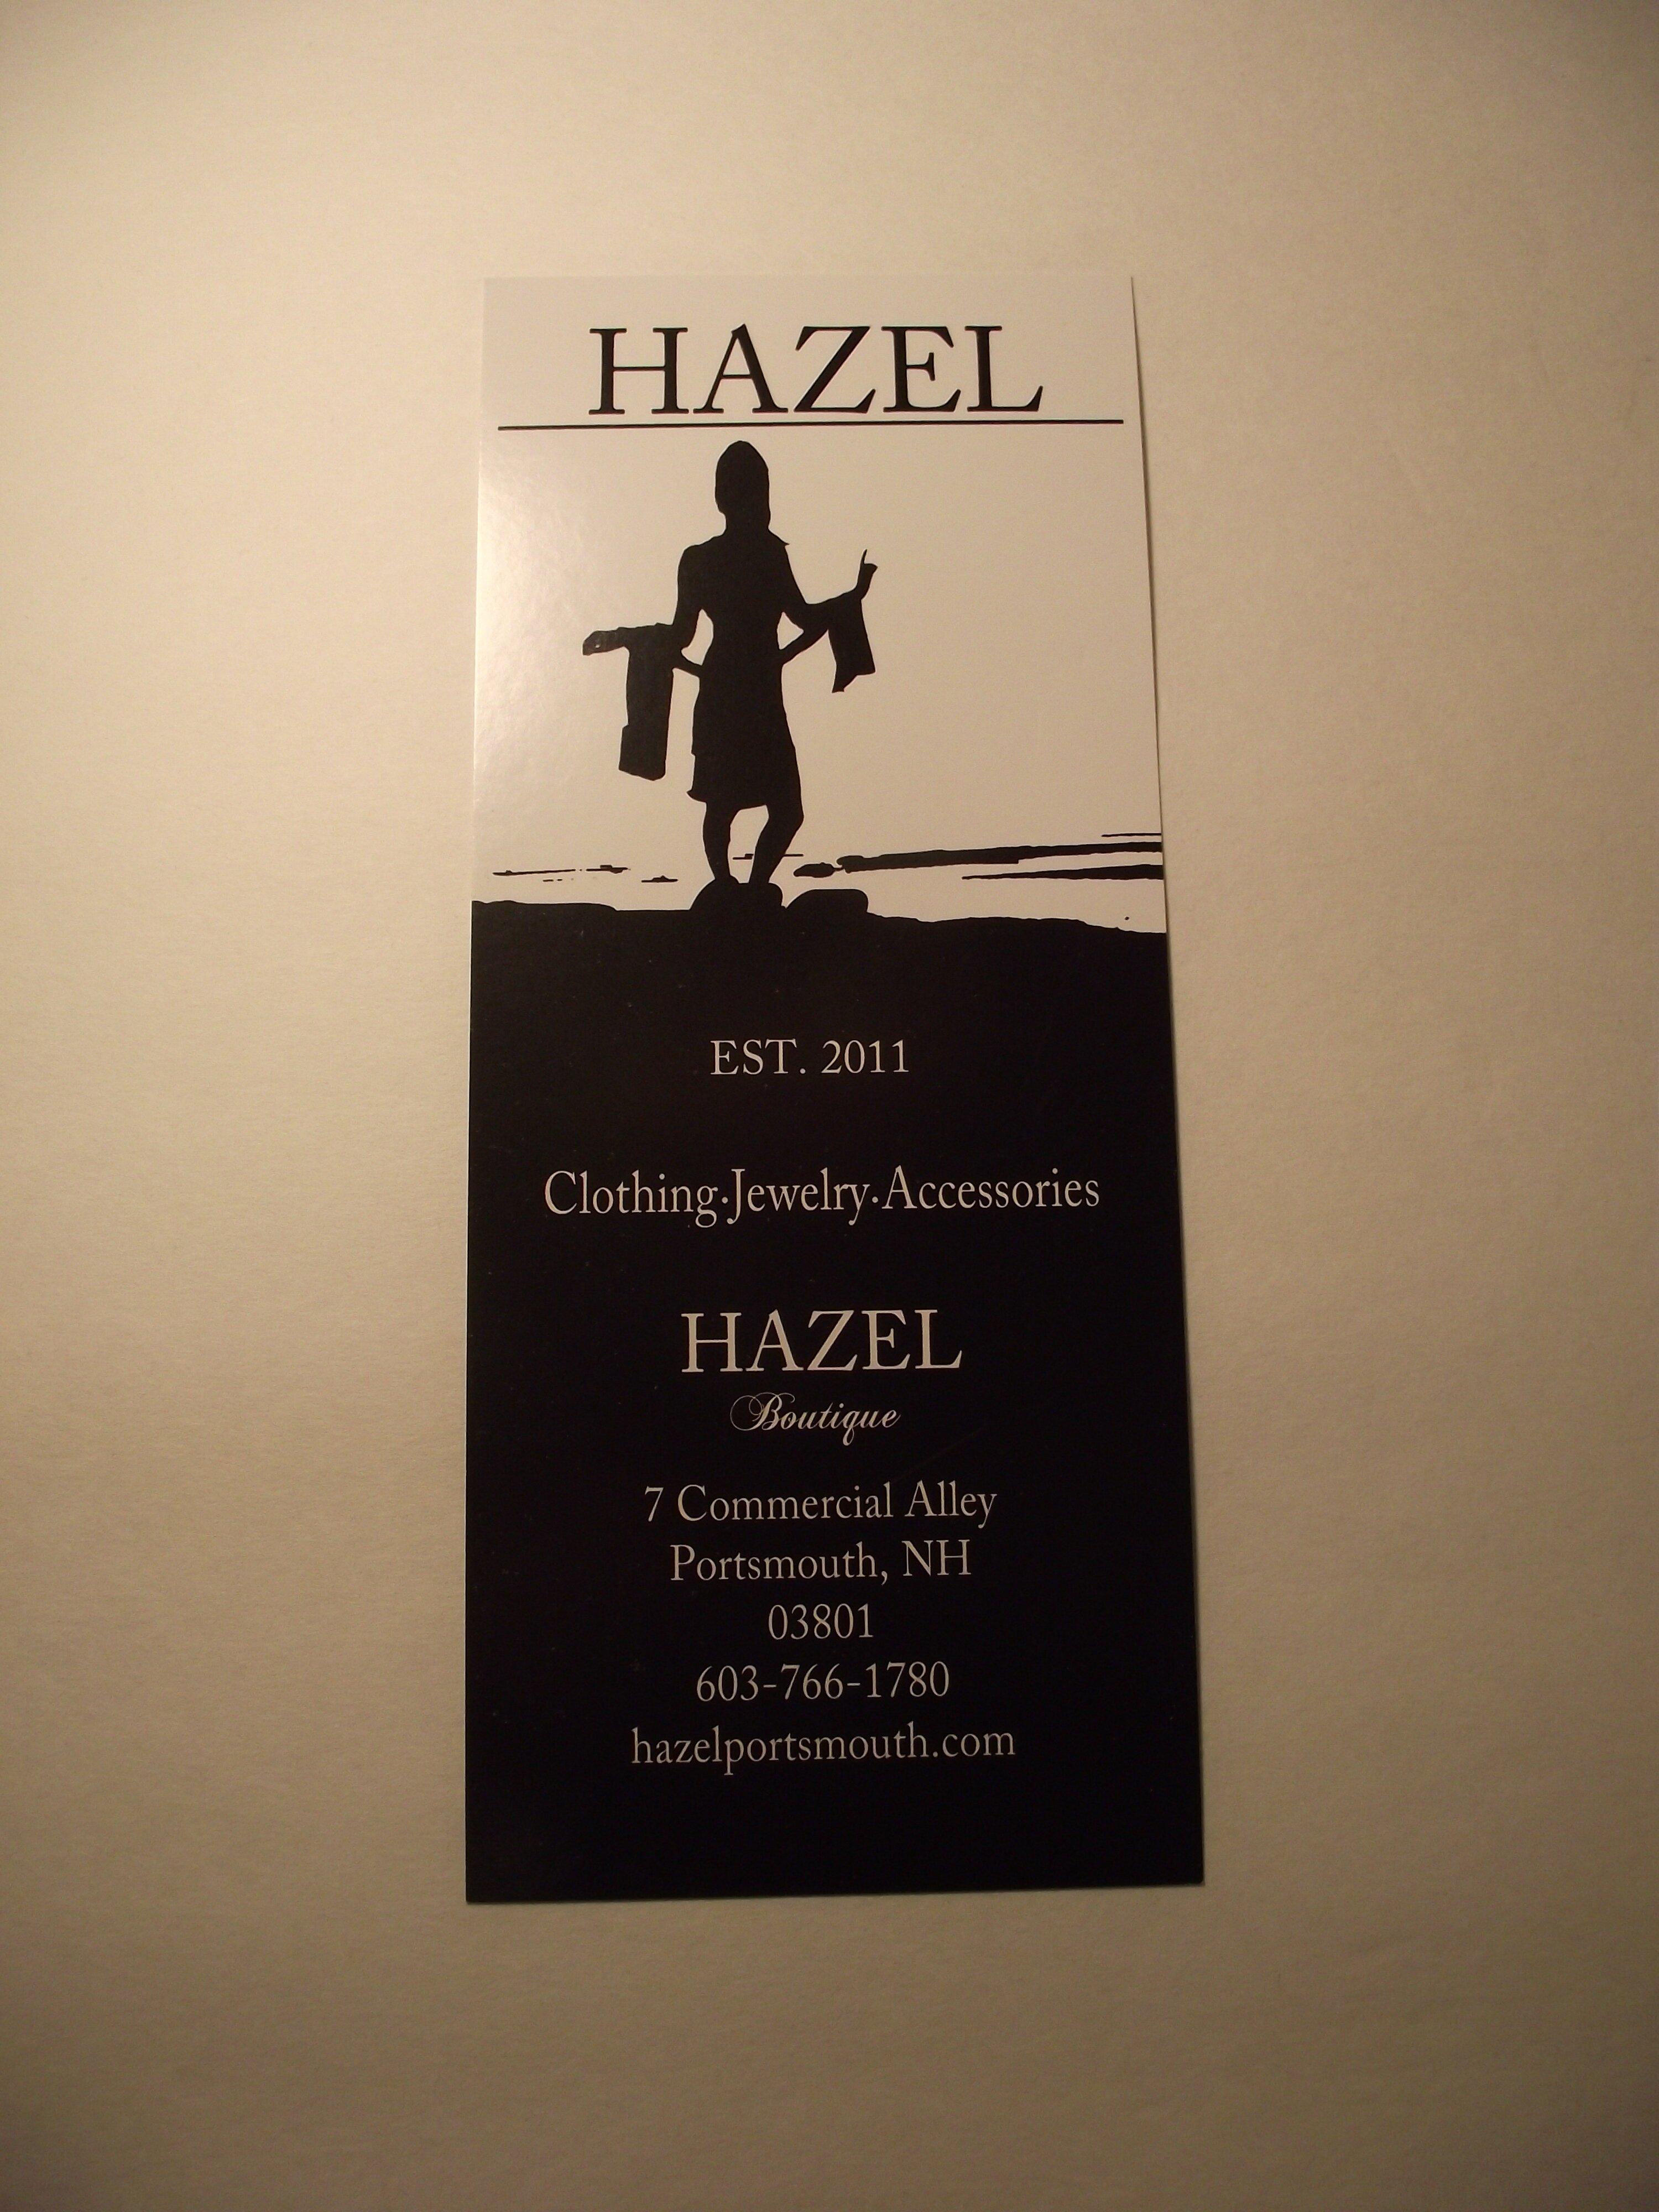 HAZEL
EST. 2011
Clothing·Jewelry·Accessories
HAZEL
Boutique
7 Commercial Alley
Portsmouth, NH
03801
603-766-1780
hazelportsmouth.com